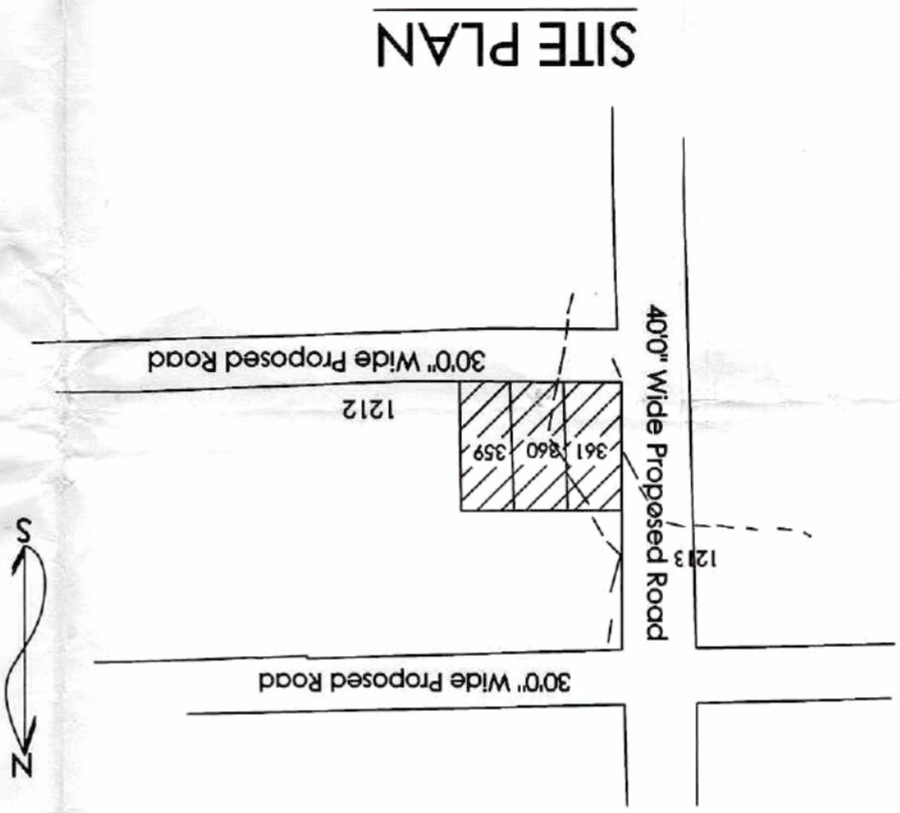 N
30'0" Wide Proposed Road
1213
S
40'0" Wide Proposed Road
361 360 359
1212
30'0" Wide Proposed Road
SITE PLAN